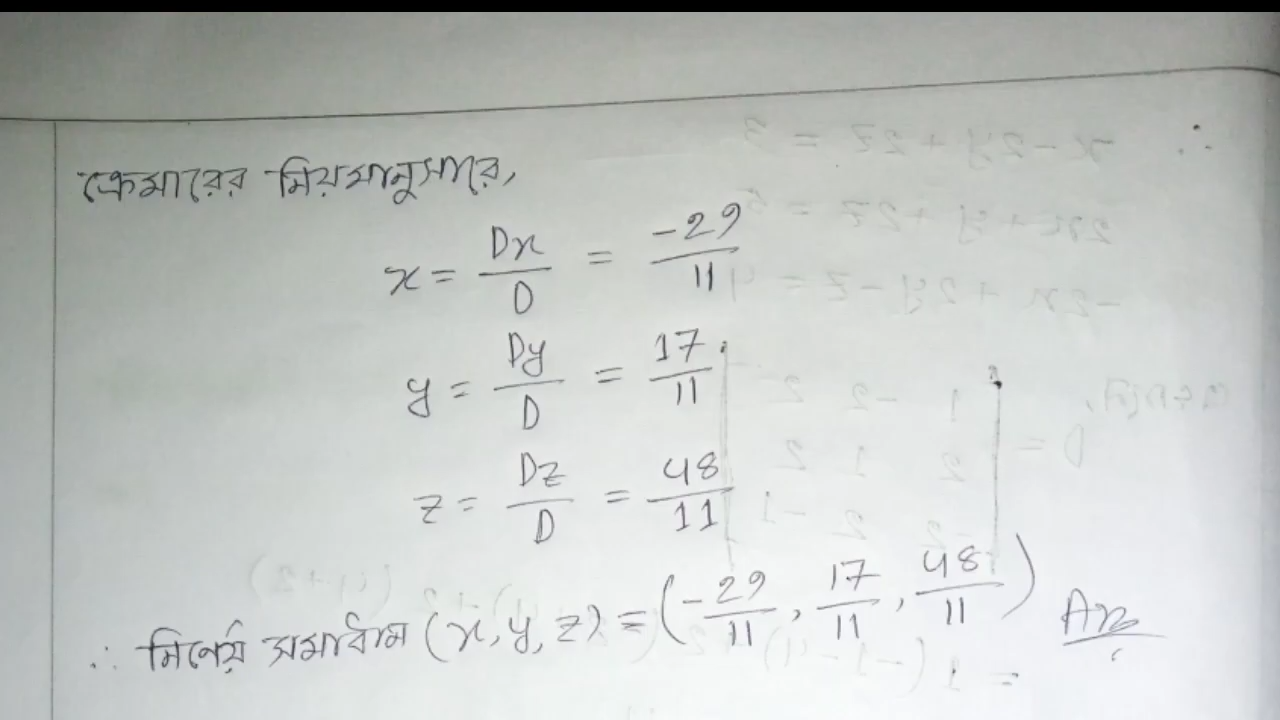 ক্রেমারের নিয়মানুসারে,
x = Dx/D = -29/11
y = Dy/D = 17/11
z = Dz/D = 48/11
∴ নির্ণেয় সমাধান (x, y, z) = (-29/11, 17/11, 48/11) Ans